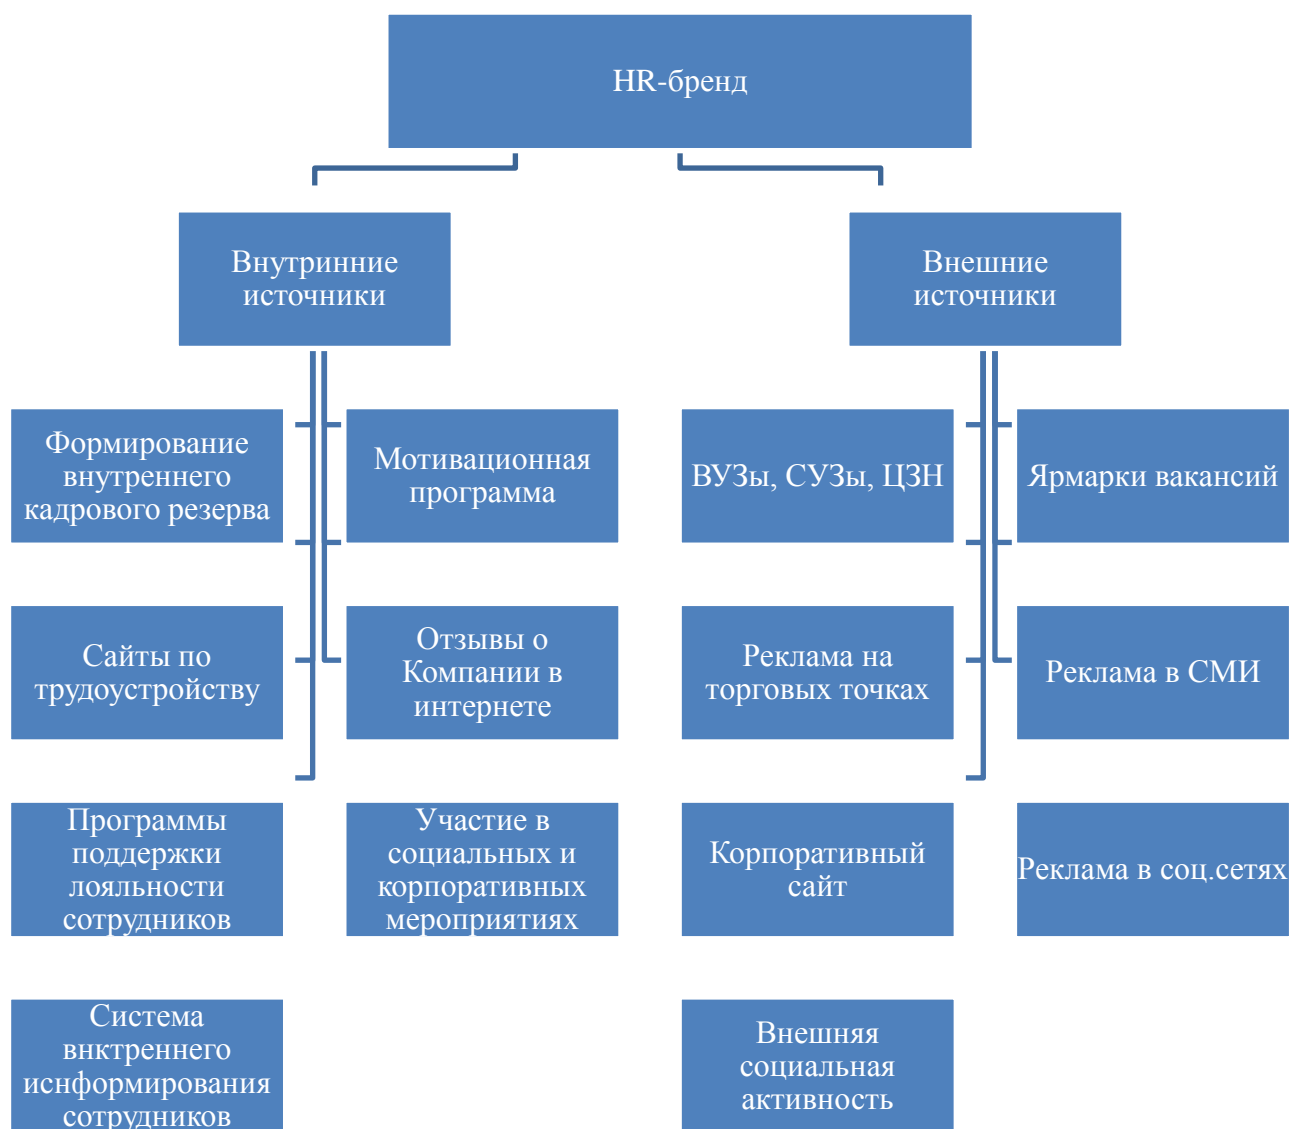 HR-бренд
Внутринние
источники
Внешние
источники
Формирование
внутреннего
кадрового резерва
Мотивационная
программа
ВУЗы, СУЗы, ЦЗН
Ярмарки вакансий
Сайты по
трудоустройству
Отзывы о
Компании в
интернете
Реклама на
торговых точках
Реклама в СМИ
Программы
поддержки
лояльности
сотрудников
Участие в
социальных и
корпоративных
мероприятиях
Корпоративный
сайт
Реклама в соц.сетях
Система
внктреннего
иснформирования
сотрудников
Внешняя
социальная
активность